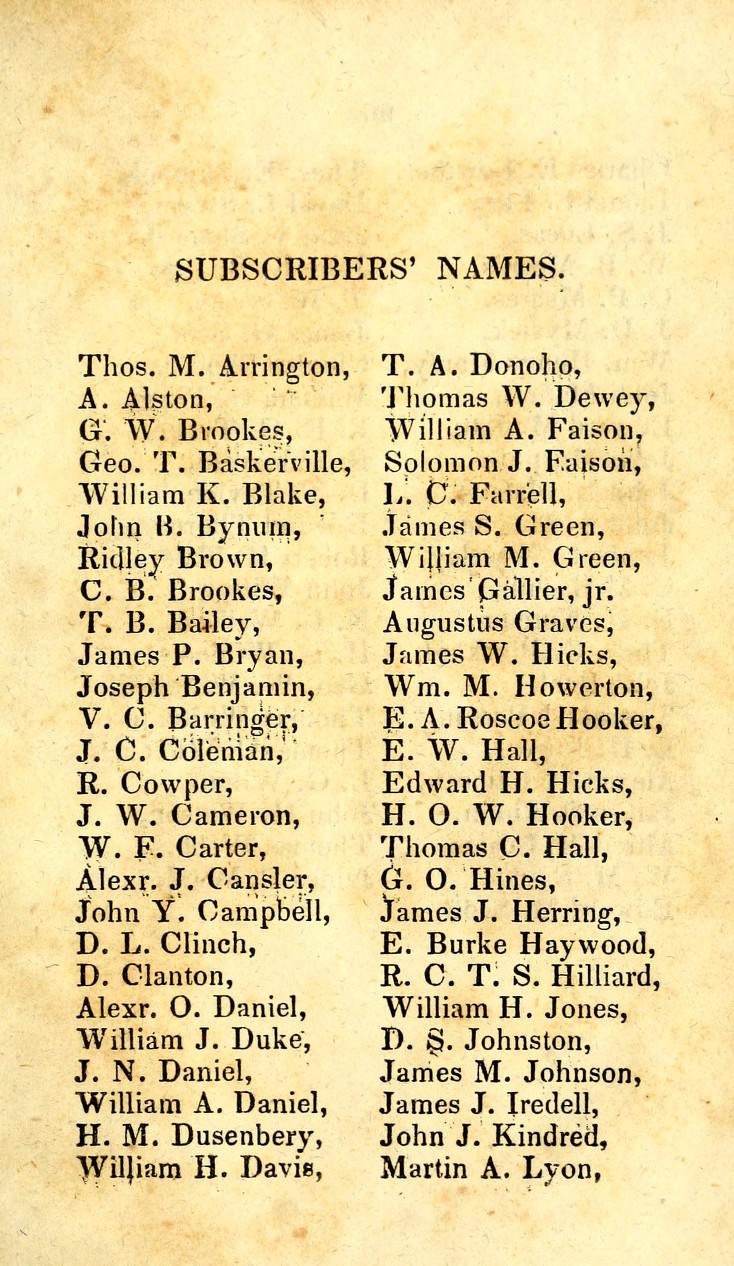 SUBSCRIBERS' NAMES.
Thos. M. Arrington,
A. Alston,
G. W. Brookes,
Geo. T. Baskerville,
William K. Blake,
John B. Bynum,
Ridley Brown,
C. B. Brookes,
T. B. Bailey,
James P. Bryan,
Joseph Benjamin,
V. C. Barringer,
J. C. Coleman,
R. Cowper,
J. W. Cameron,
W. F. Carter,
Alexr. J. Cansler,
John Y. Campbell,
D. L. Clinch,
D. Clanton,
Alexr. O. Daniel,
William J. Duke,
J. N. Daniel,
William A. Daniel,
H. M. Dusenbery,
William H. Davis,
T. A. Donoho,
Thomas W. Dewey,
William A. Faison,
Solomon J. Faison,
L. C. Farrell,
James S. Green,
William M. Green,
James Gallier, jr.
Augustus Graves,
James W. Hicks,
Wm. M. Howerton,
E. A. Roscoe Hooker,
E. W. Hall,
Edward H. Hicks,
H. O. W. Hooker,
Thomas C. Hall,
G. O. Hines,
James J. Herring,
E. Burke Haywood,
R. C. T. S. Hilliard,
William H. Jones,
D. S. Johnston,
James M. Johnson,
James J. Iredell,
John J. Kindred,
Martin A. Lyon,